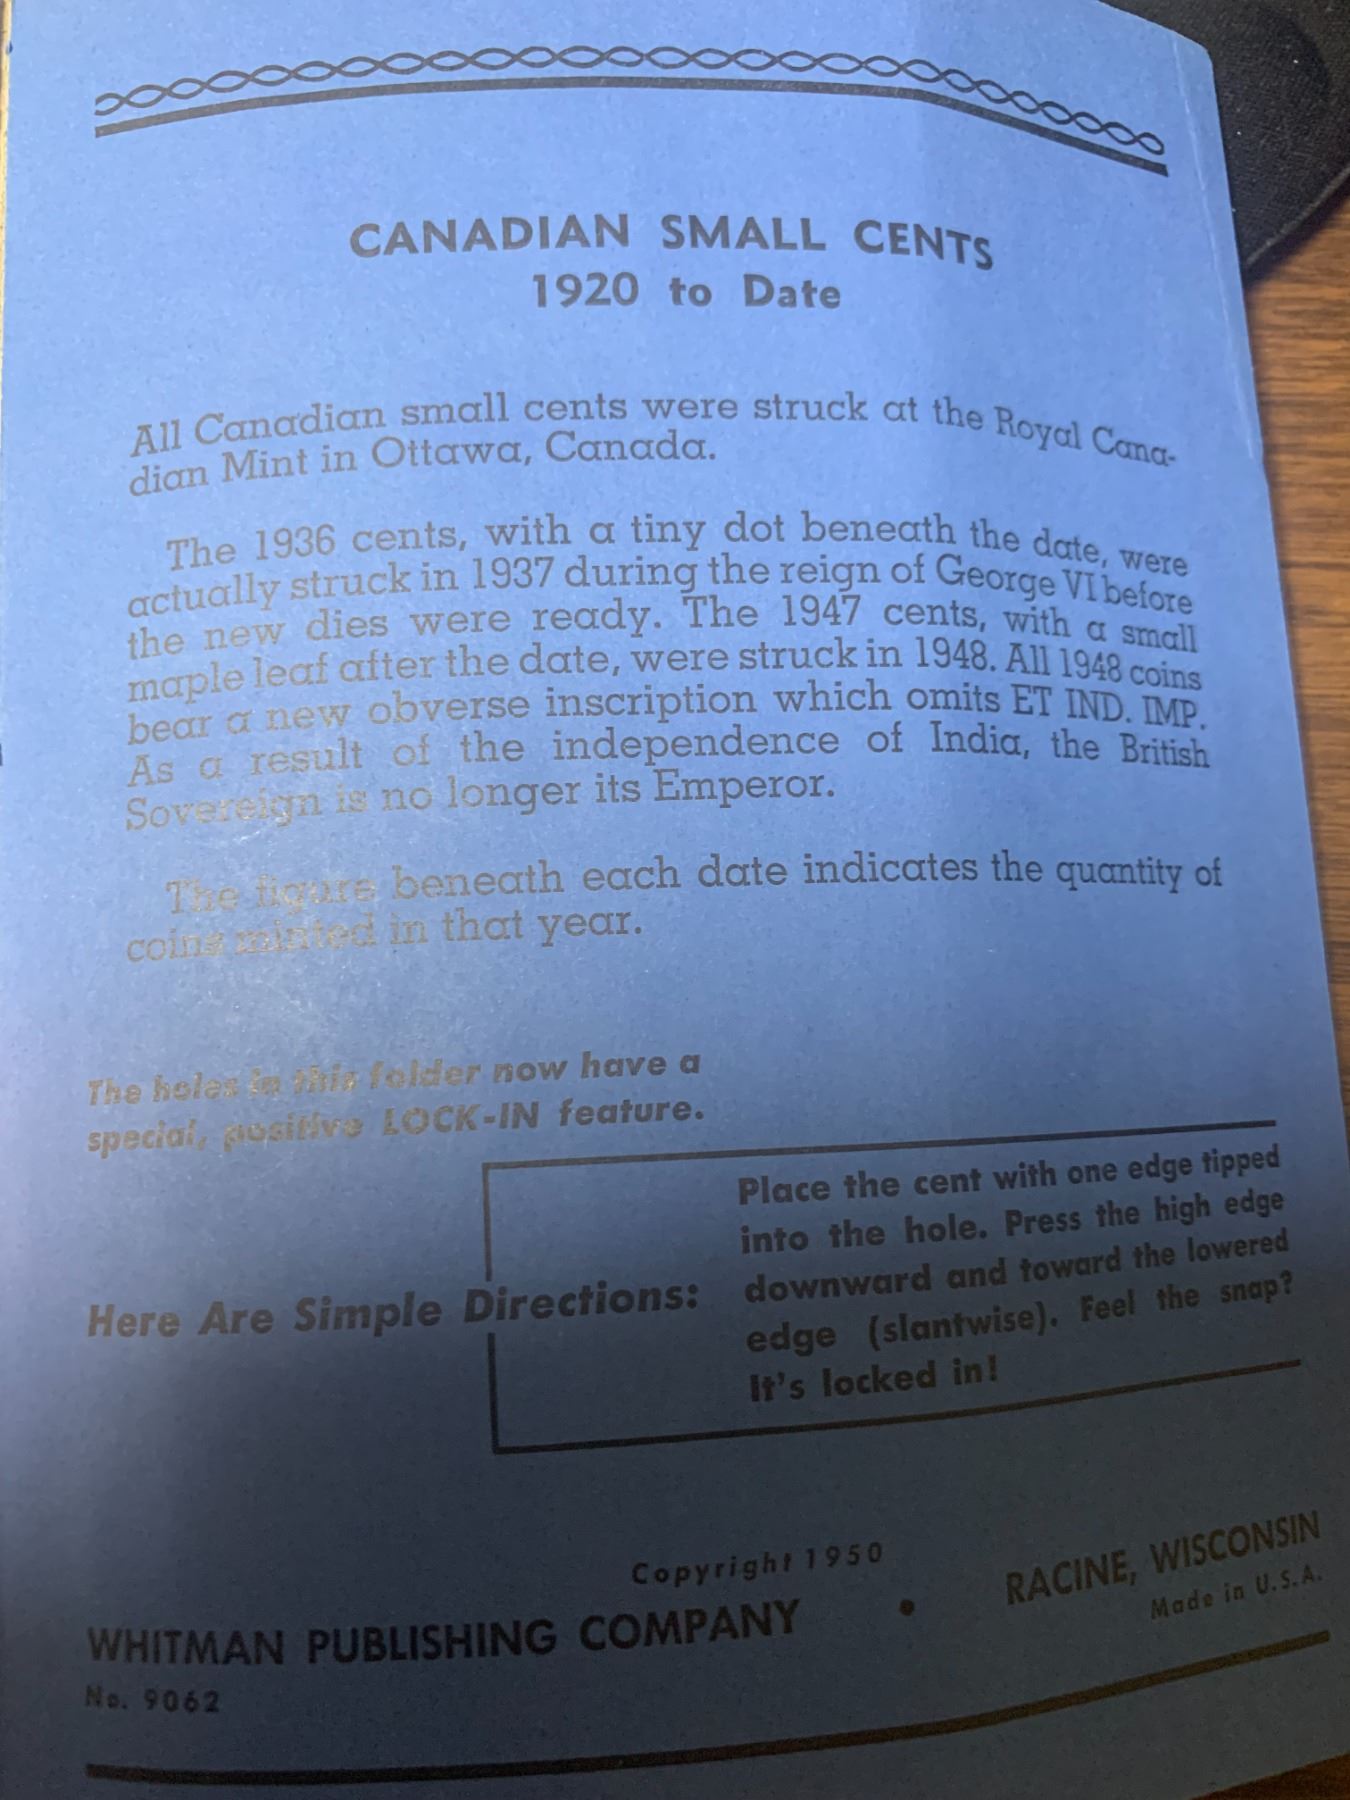 CANADIAN SMALL CENTS
1920 to Date
All Canadian small cents were struck at the Royal Cana-
dian Mint in Ottawa, Canada.
The 1936 cents, with a tiny dot beneath the date, were
actually struck in 1937 during the reign of George VI before
the new dies were ready. The 1947 cents, with a small
maple leaf after the date, were struck in 1948. All 1948 coins
bear a new obverse inscription which omits ET IND. IMP.
As a result of the independence of India, the British
Sovereign is no longer its Emperor.
The figure beneath each date indicates the quantity of
coins minted in that year.
The holes in this folder now have a
special, positive LOCK-IN feature.
Here Are Simple Directions:
Place the cent with one edge tipped
into the hole. Press the high edge
downward and toward the lowered
edge (slantwise). Feel the snap?
It's locked in!
Copyright 1950
WHITMAN PUBLISHING COMPANY • RACINE, WISCONSIN
No. 9062
Made in U.S.A.